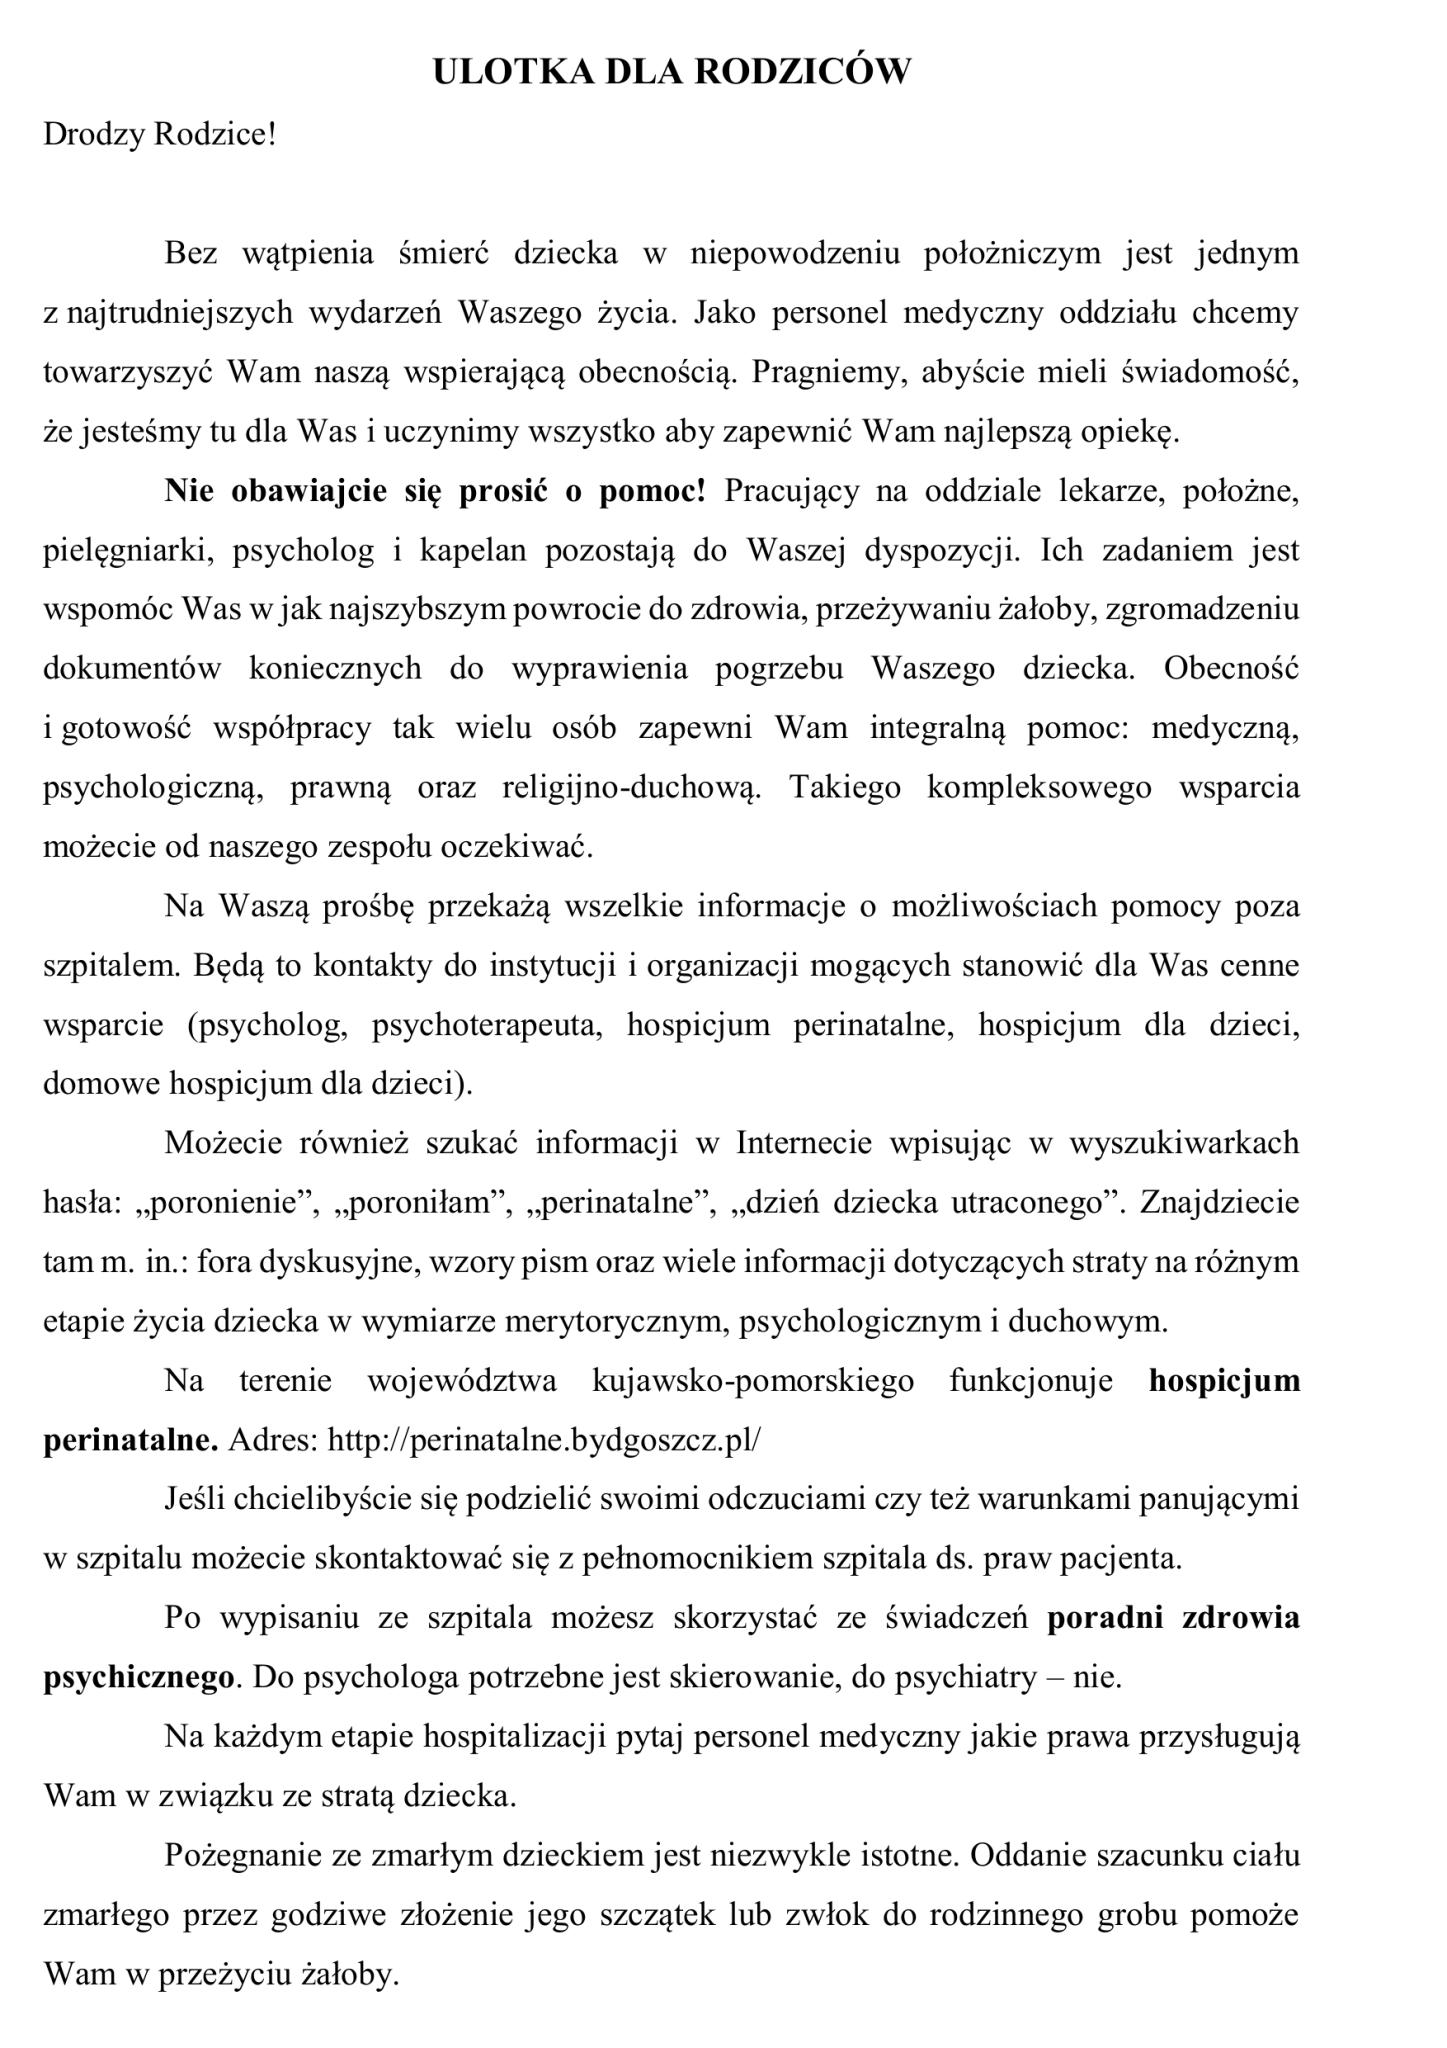 ULOTKA DLA RODZICÓW
Drodzy Rodzice!
Bez wątpienia śmierć dziecka w niepowodzeniu położniczym jest jednym
z najtrudniejszych wydarzeń Waszego życia. Jako personel medyczny oddziału chcemy
towarzyszyć Wam naszą wspierającą obecnością. Pragniemy, abyście mieli świadomość,
że jesteśmy tu dla Was i uczynimy wszystko aby zapewnić Wam najlepszą opiekę.
Nie obawiajcie się prosić o pomoc! Pracujący na oddziale lekarze, położne,
pielęgniarki, psycholog i kapelan pozostają do Waszej dyspozycji. Ich zadaniem jest
wspomóc Was w jak najszybszym powrocie do zdrowia, przeżywaniu żałoby, zgromadzeniu
dokumentów koniecznych do wyprawienia pogrzebu Waszego dziecka. Obecność
i gotowość współpracy tak wielu osób zapewni Wam integralną pomoc: medyczną,
psychologiczną, prawną oraz religijno-duchową. Takiego kompleksowego wsparcia
możecie od naszego zespołu oczekiwać.
Na Waszą prośbę przekażą wszelkie informacje o możliwościach pomocy poza
szpitalem. Będą to kontakty do instytucji i organizacji mogących stanowić dla Was cenne
wsparcie (psycholog, psychoterapeuta, hospicjum perinatalne, hospicjum dla dzieci,
domowe hospicjum dla dzieci).
Możecie również szukać informacji w Internecie wpisując w wyszukiwarkach
hasła: „poronienie”, „poroniłam”, „perinatalne”, „dzień dziecka utraconego”. Znajdziecie
tam m. in.: fora dyskusyjne, wzory pism oraz wiele informacji dotyczących straty na różnym
etapie życia dziecka w wymiarze merytorycznym, psychologicznym i duchowym.
Na terenie województwa kujawsko-pomorskiego funkcjonuje hospicjum
perinatalne. Adres: http://perinatalne.bydgoszcz.pl/
Jeśli chcielibyście się podzielić swoimi odczuciami czy też warunkami panującymi
w szpitalu możecie skontaktować się z pełnomocnikiem szpitala ds. praw pacjenta.
Po wypisaniu ze szpitala możesz skorzystać ze świadczeń poradni zdrowia
psychicznego. Do psychologa potrzebne jest skierowanie, do psychiatry – nie.
Na każdym etapie hospitalizacji pytaj personel medyczny jakie prawa przysługują
Wam w związku ze stratą dziecka.
Pożegnanie ze zmarłym dzieckiem jest niezwykle istotne. Oddanie szacunku ciału
zmarłego przez godziwe złożenie jego szczątek lub zwłok do rodzinnego grobu pomoże
Wam w przeżyciu żałoby.